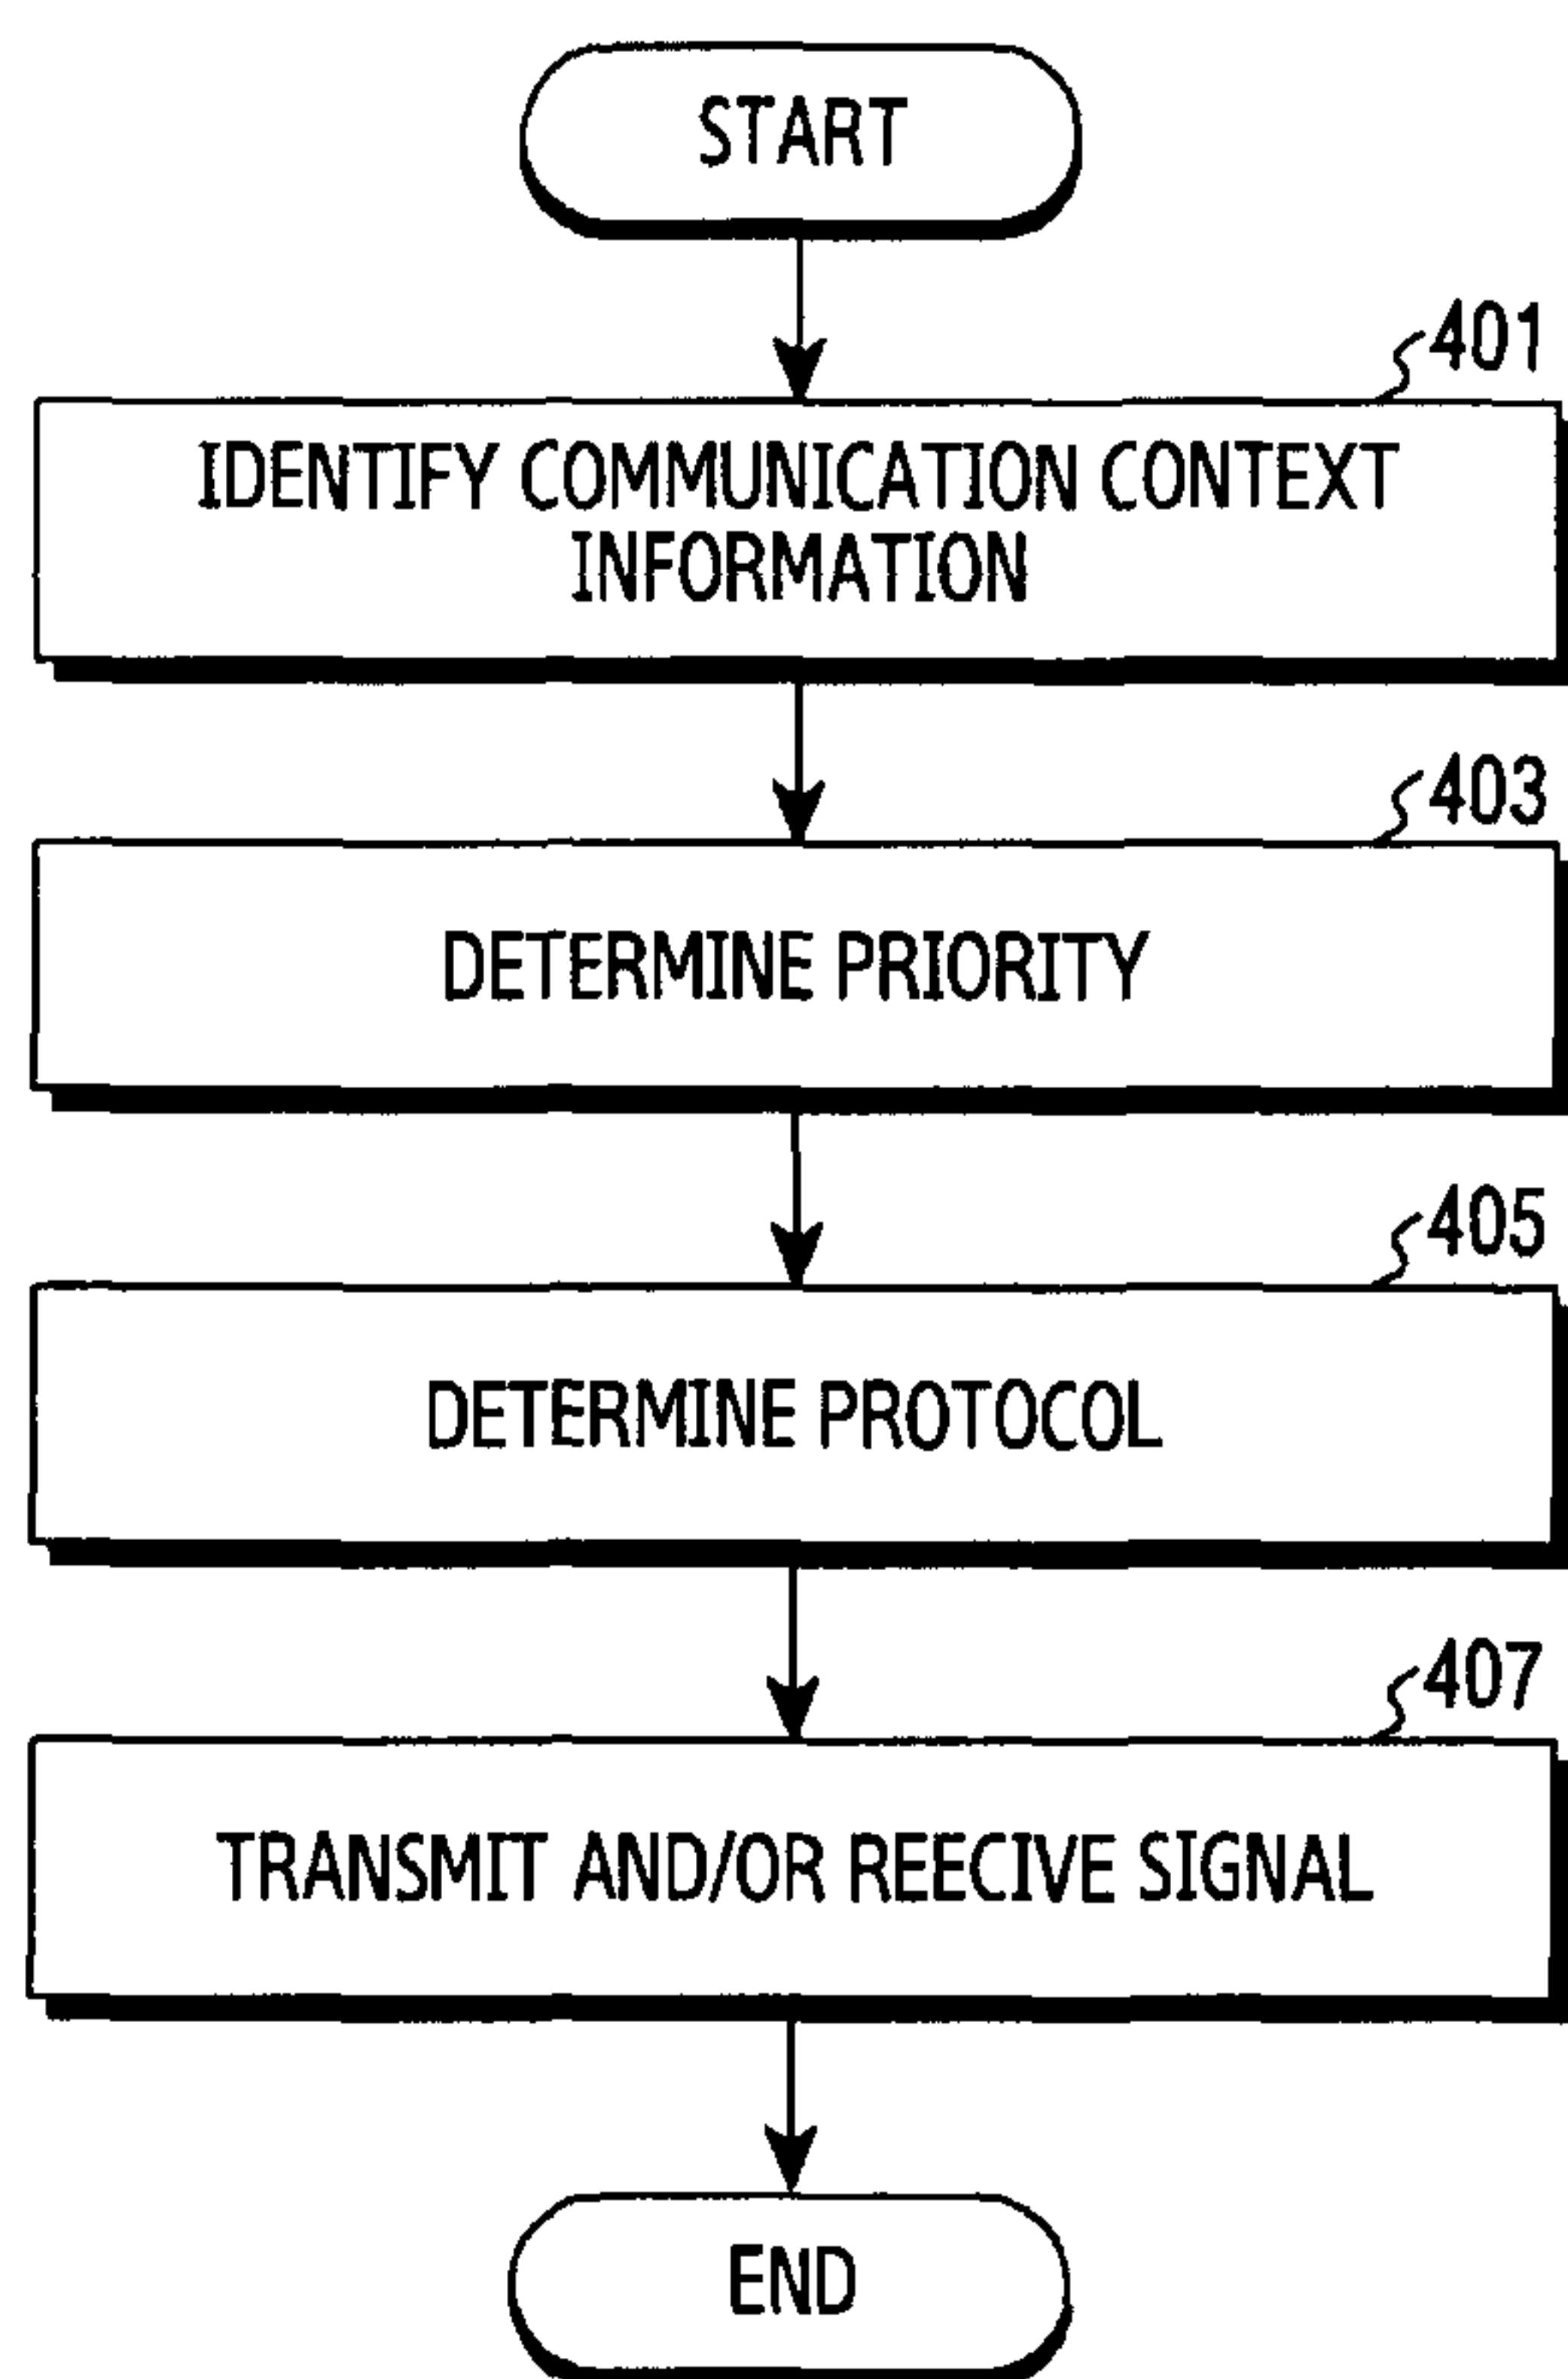 START
401
IDENTIFY COMMUNICATION CONTEXT
INFORMATION
403
DETERMINE PRIORITY
405
DETERMINE PROTOCOL
407
TRANSMIT AND/OR REECIVE SIGNAL
END